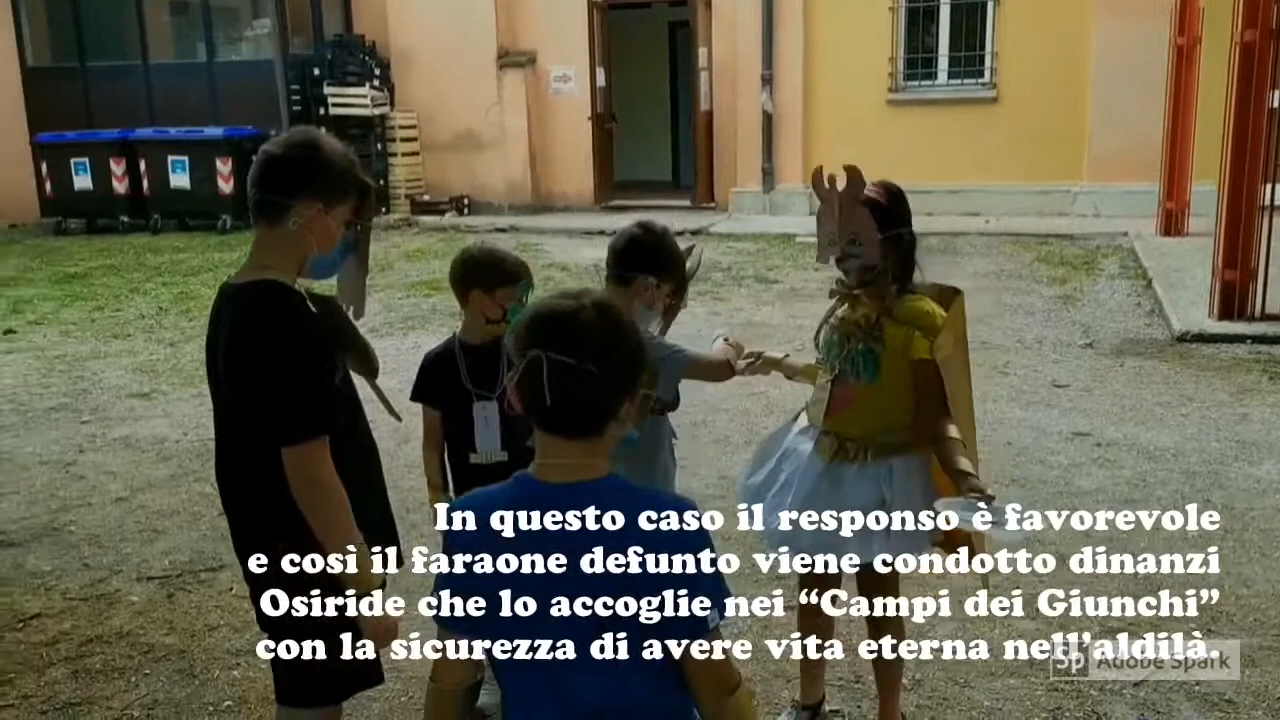 In questo caso il responso è favorevole
e così il faraone defunto viene condotto dinanzi
Osiride che lo accoglie nei “Campi dei Giunchi”
con la sicurezza di avere vita eterna nell’aldilà.
Sp Adobe Spark